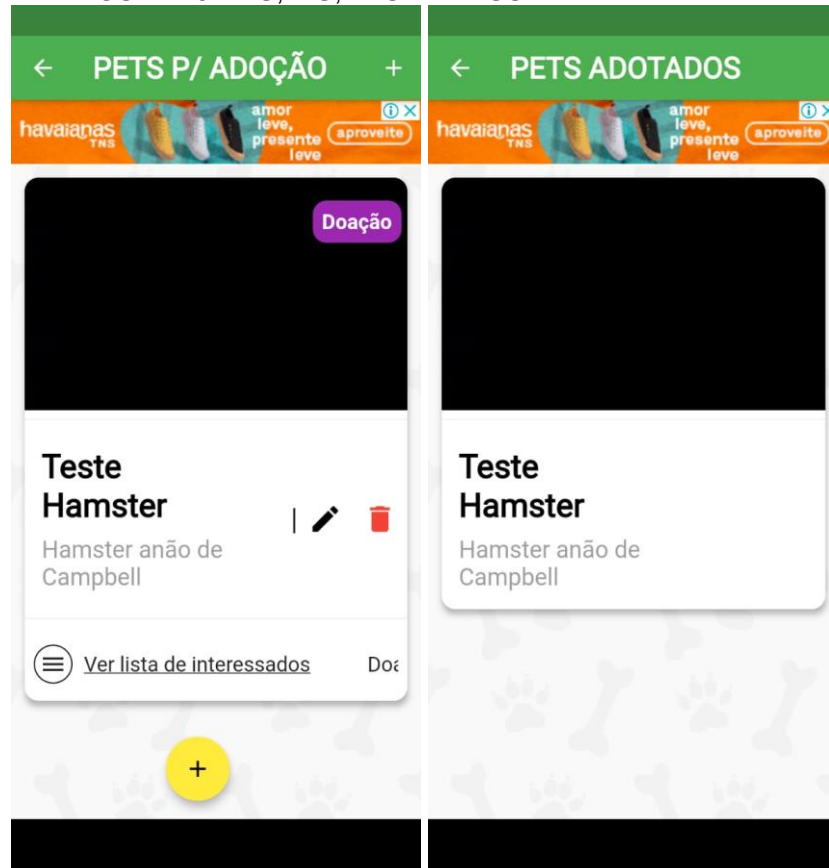 PETS P/ ADOÇÃO +
havaianas
TNS
amor
leve,
presente
leve
aproveite
Doação
Teste
Hamster
Hamster anão de
Campbell
Ver lista de interessados
+
PETS ADOTADOS
havaianas
TNS
amor
leve,
presente
leve
aproveite
Teste
Hamster
Hamster anão de
Campbell